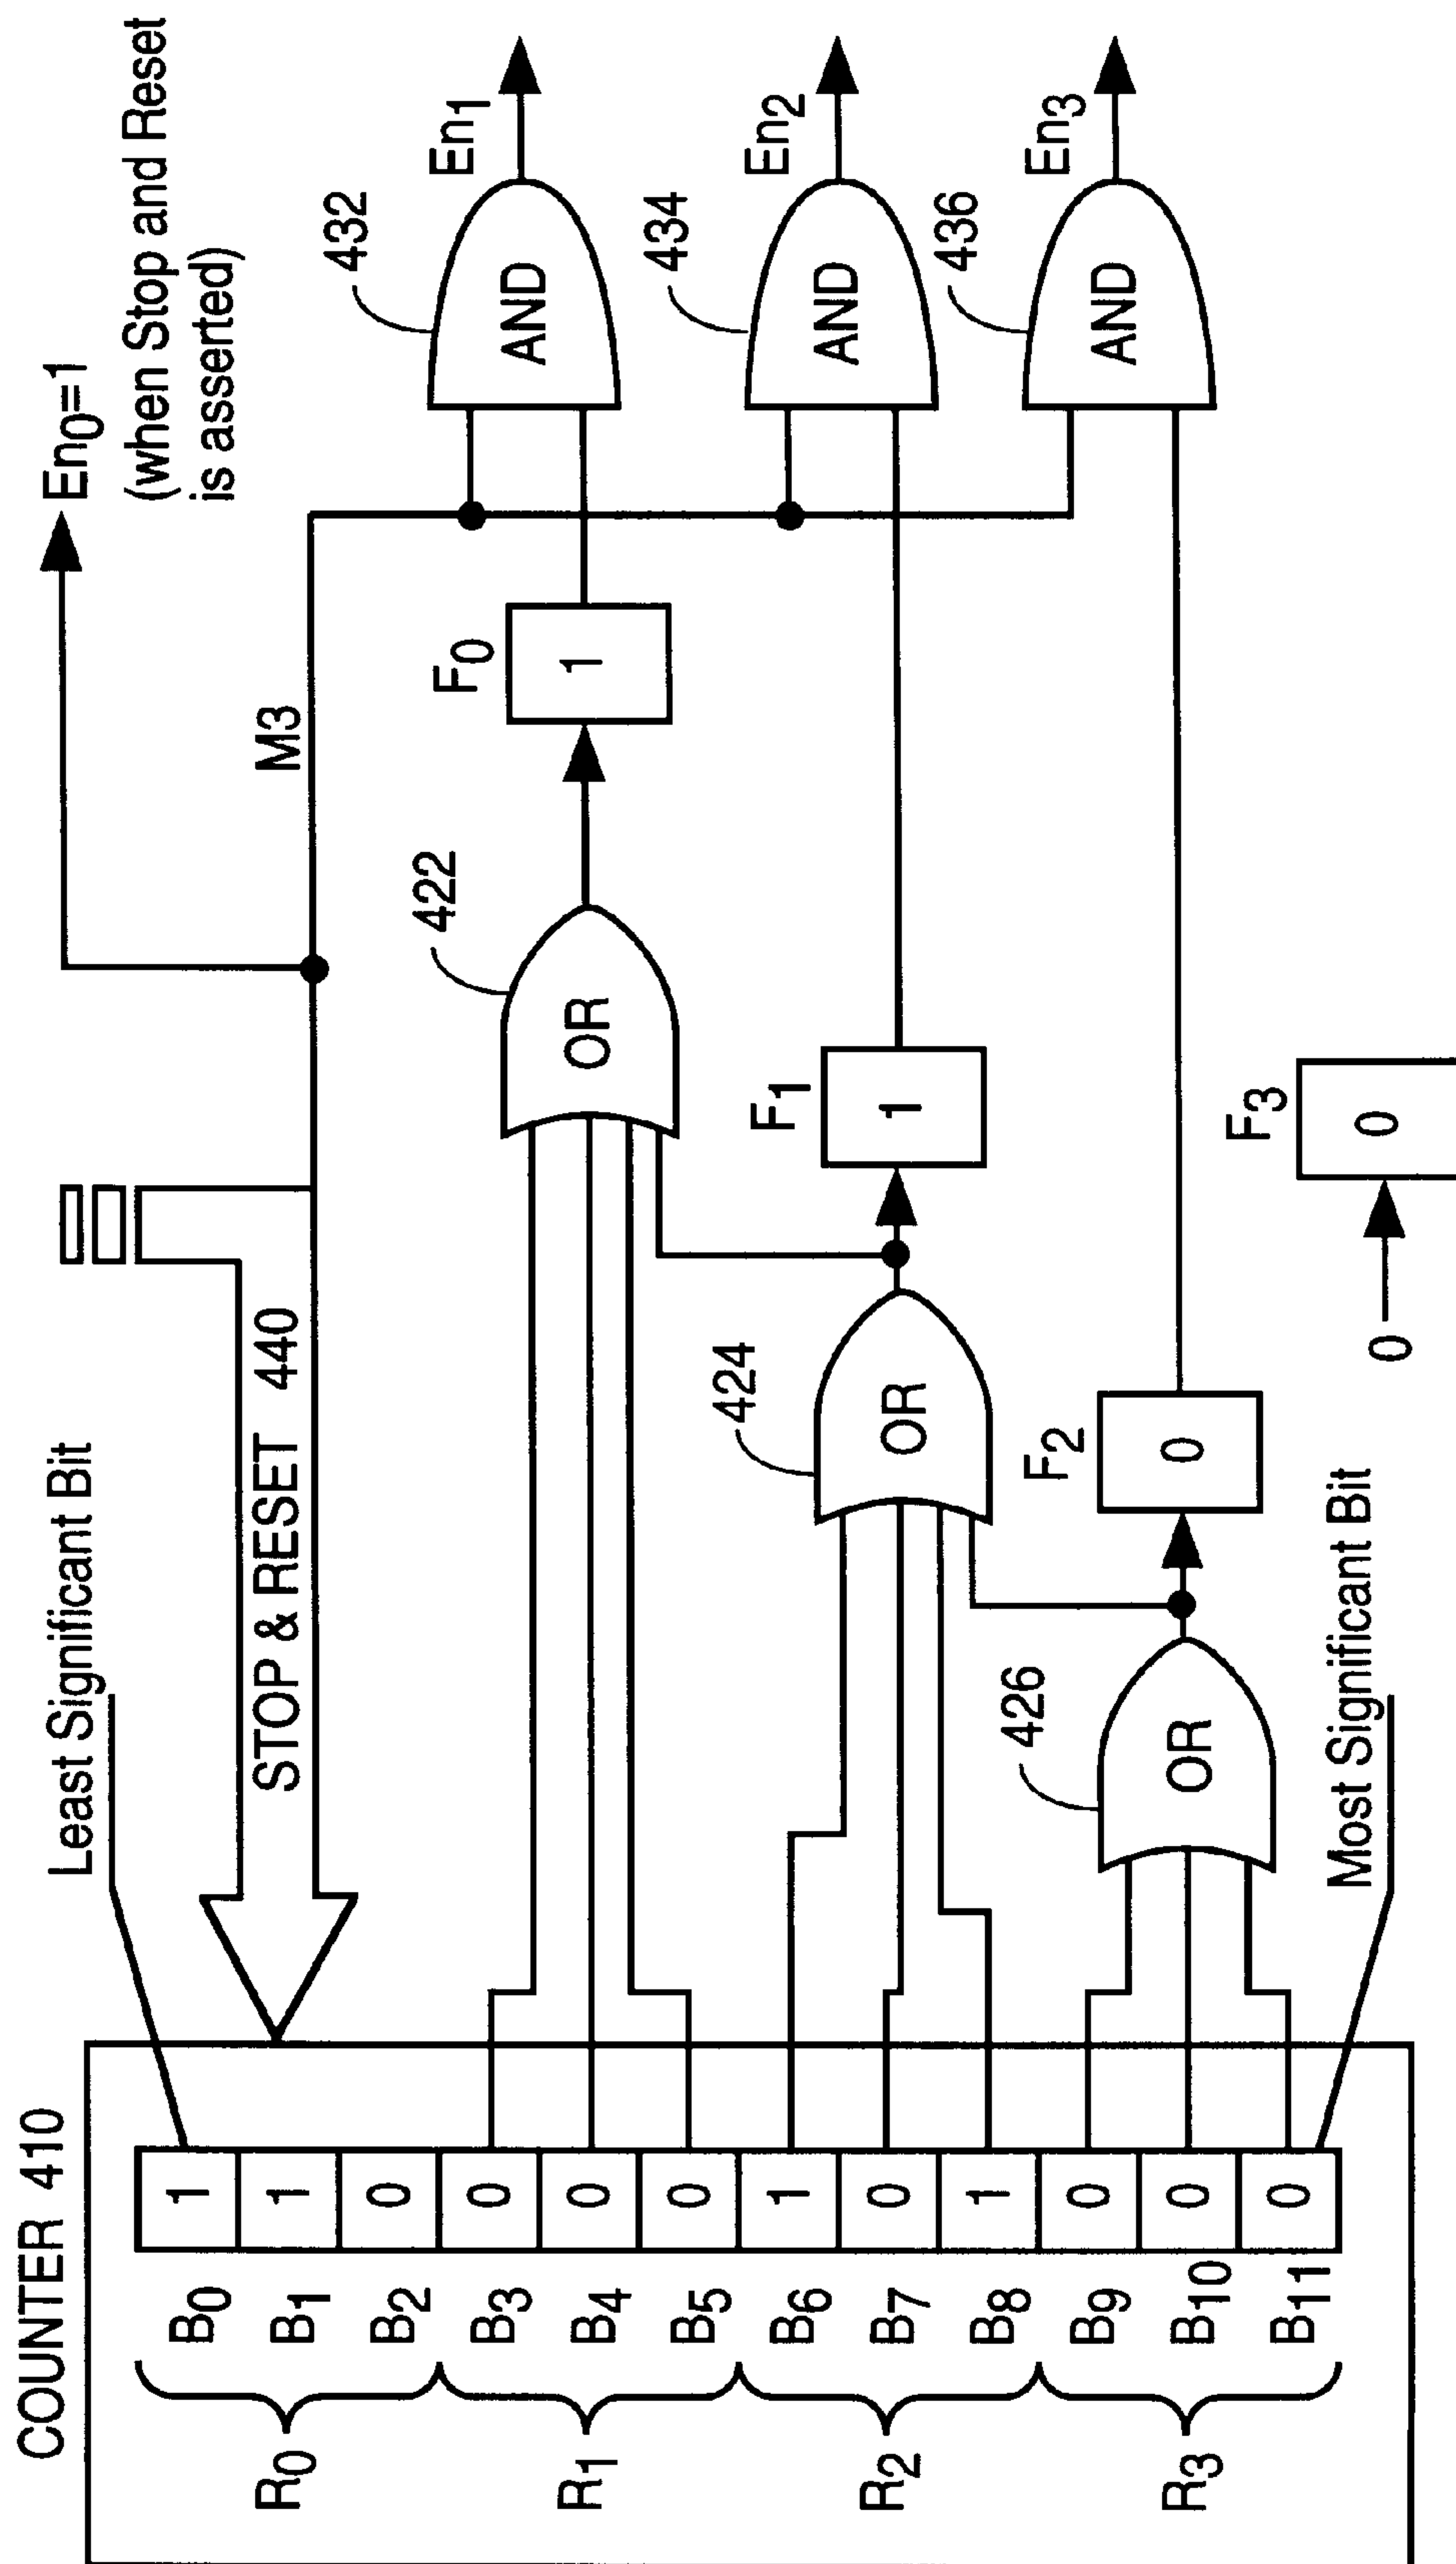 COUNTER 410
Least Significant Bit
STOP & RESET 440
M3
En0=1
(when Stop and Reset
is asserted)
R0
R1
R2
R3
B0
B1
B2
B3
B4
B5
B6
B7
B8
B9
B10
B11
1
1
0
0
0
0
1
0
1
0
0
0
Most Significant Bit
422
OR
F0
1
432
AND
En1
424
OR
F1
1
434
AND
En2
426
OR
F2
0
436
AND
En3
0
F3
0